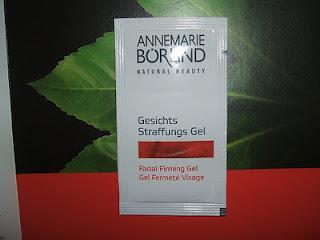 ANNEMARIE
BÖRLIND
NATURAL BEAUTY
Gesichts
Straffungs Gel
Facial Firming Gel
Gel Fermeté Visage